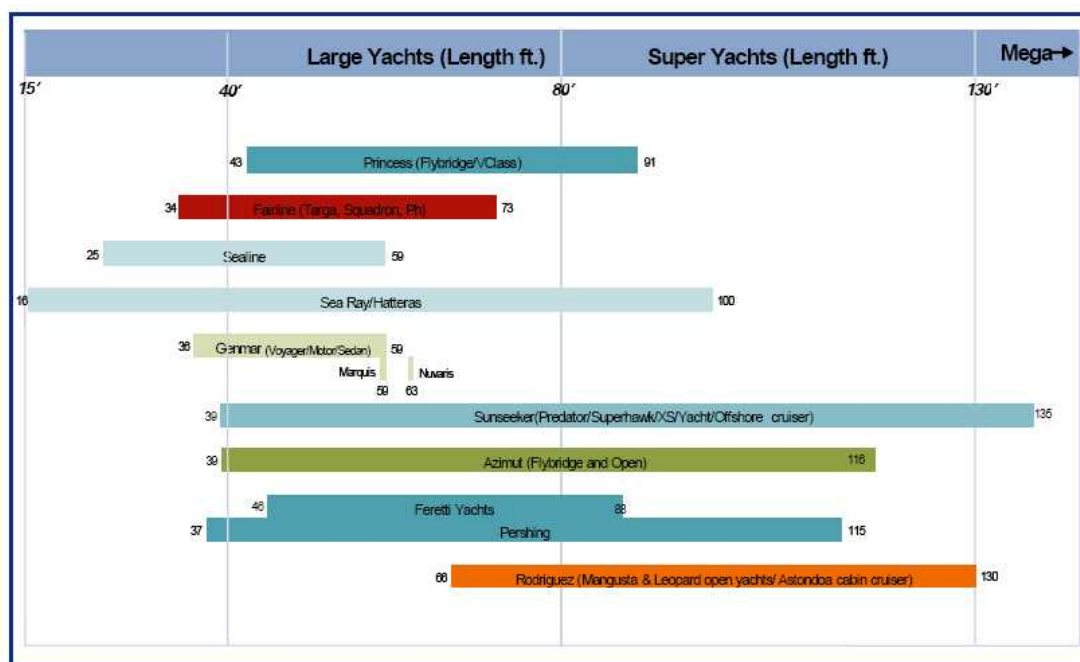 Large Yachts (Length ft.) Super Yachts (Length ft.) Mega→
15' 40' 80' 130'
43 Princess (Flybridge/VClass) 91
34 Fairline (Targa, Squadron, Ph) 73
25 Sealine 59
16 Sea Ray/Hatteras 100
36 Genmar (Voyager/Motor/Sedan) 59
Marquis Nuvaris
59 63
39 Sunseeker(Predator/Superhawk/XS/Yacht/Offshore cruiser) 135
39 Azimut (Flybridge and Open) 116
46 Feretti Yachts 88
37 Pershing 115
66 Rodriguez (Mangusta & Leopard open yachts/ Astondoa cabin cruiser) 130